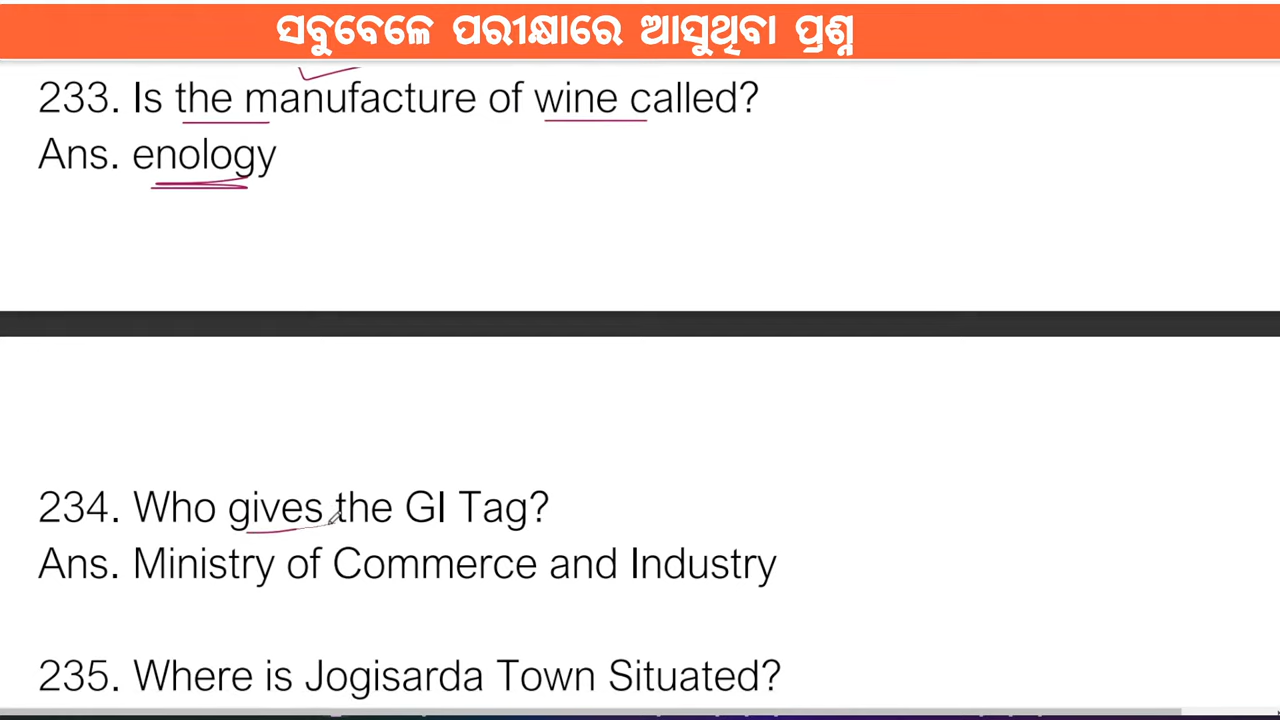 ସବୁବେଳେ ପରୀକ୍ଷାରେ ଆସୁଥିବା ପ୍ରଶ୍ନ
233. Is the manufacture of wine called?
Ans. enology
234. Who gives the GI Tag?
Ans. Ministry of Commerce and Industry
235. Where is Jogisarda Town Situated?